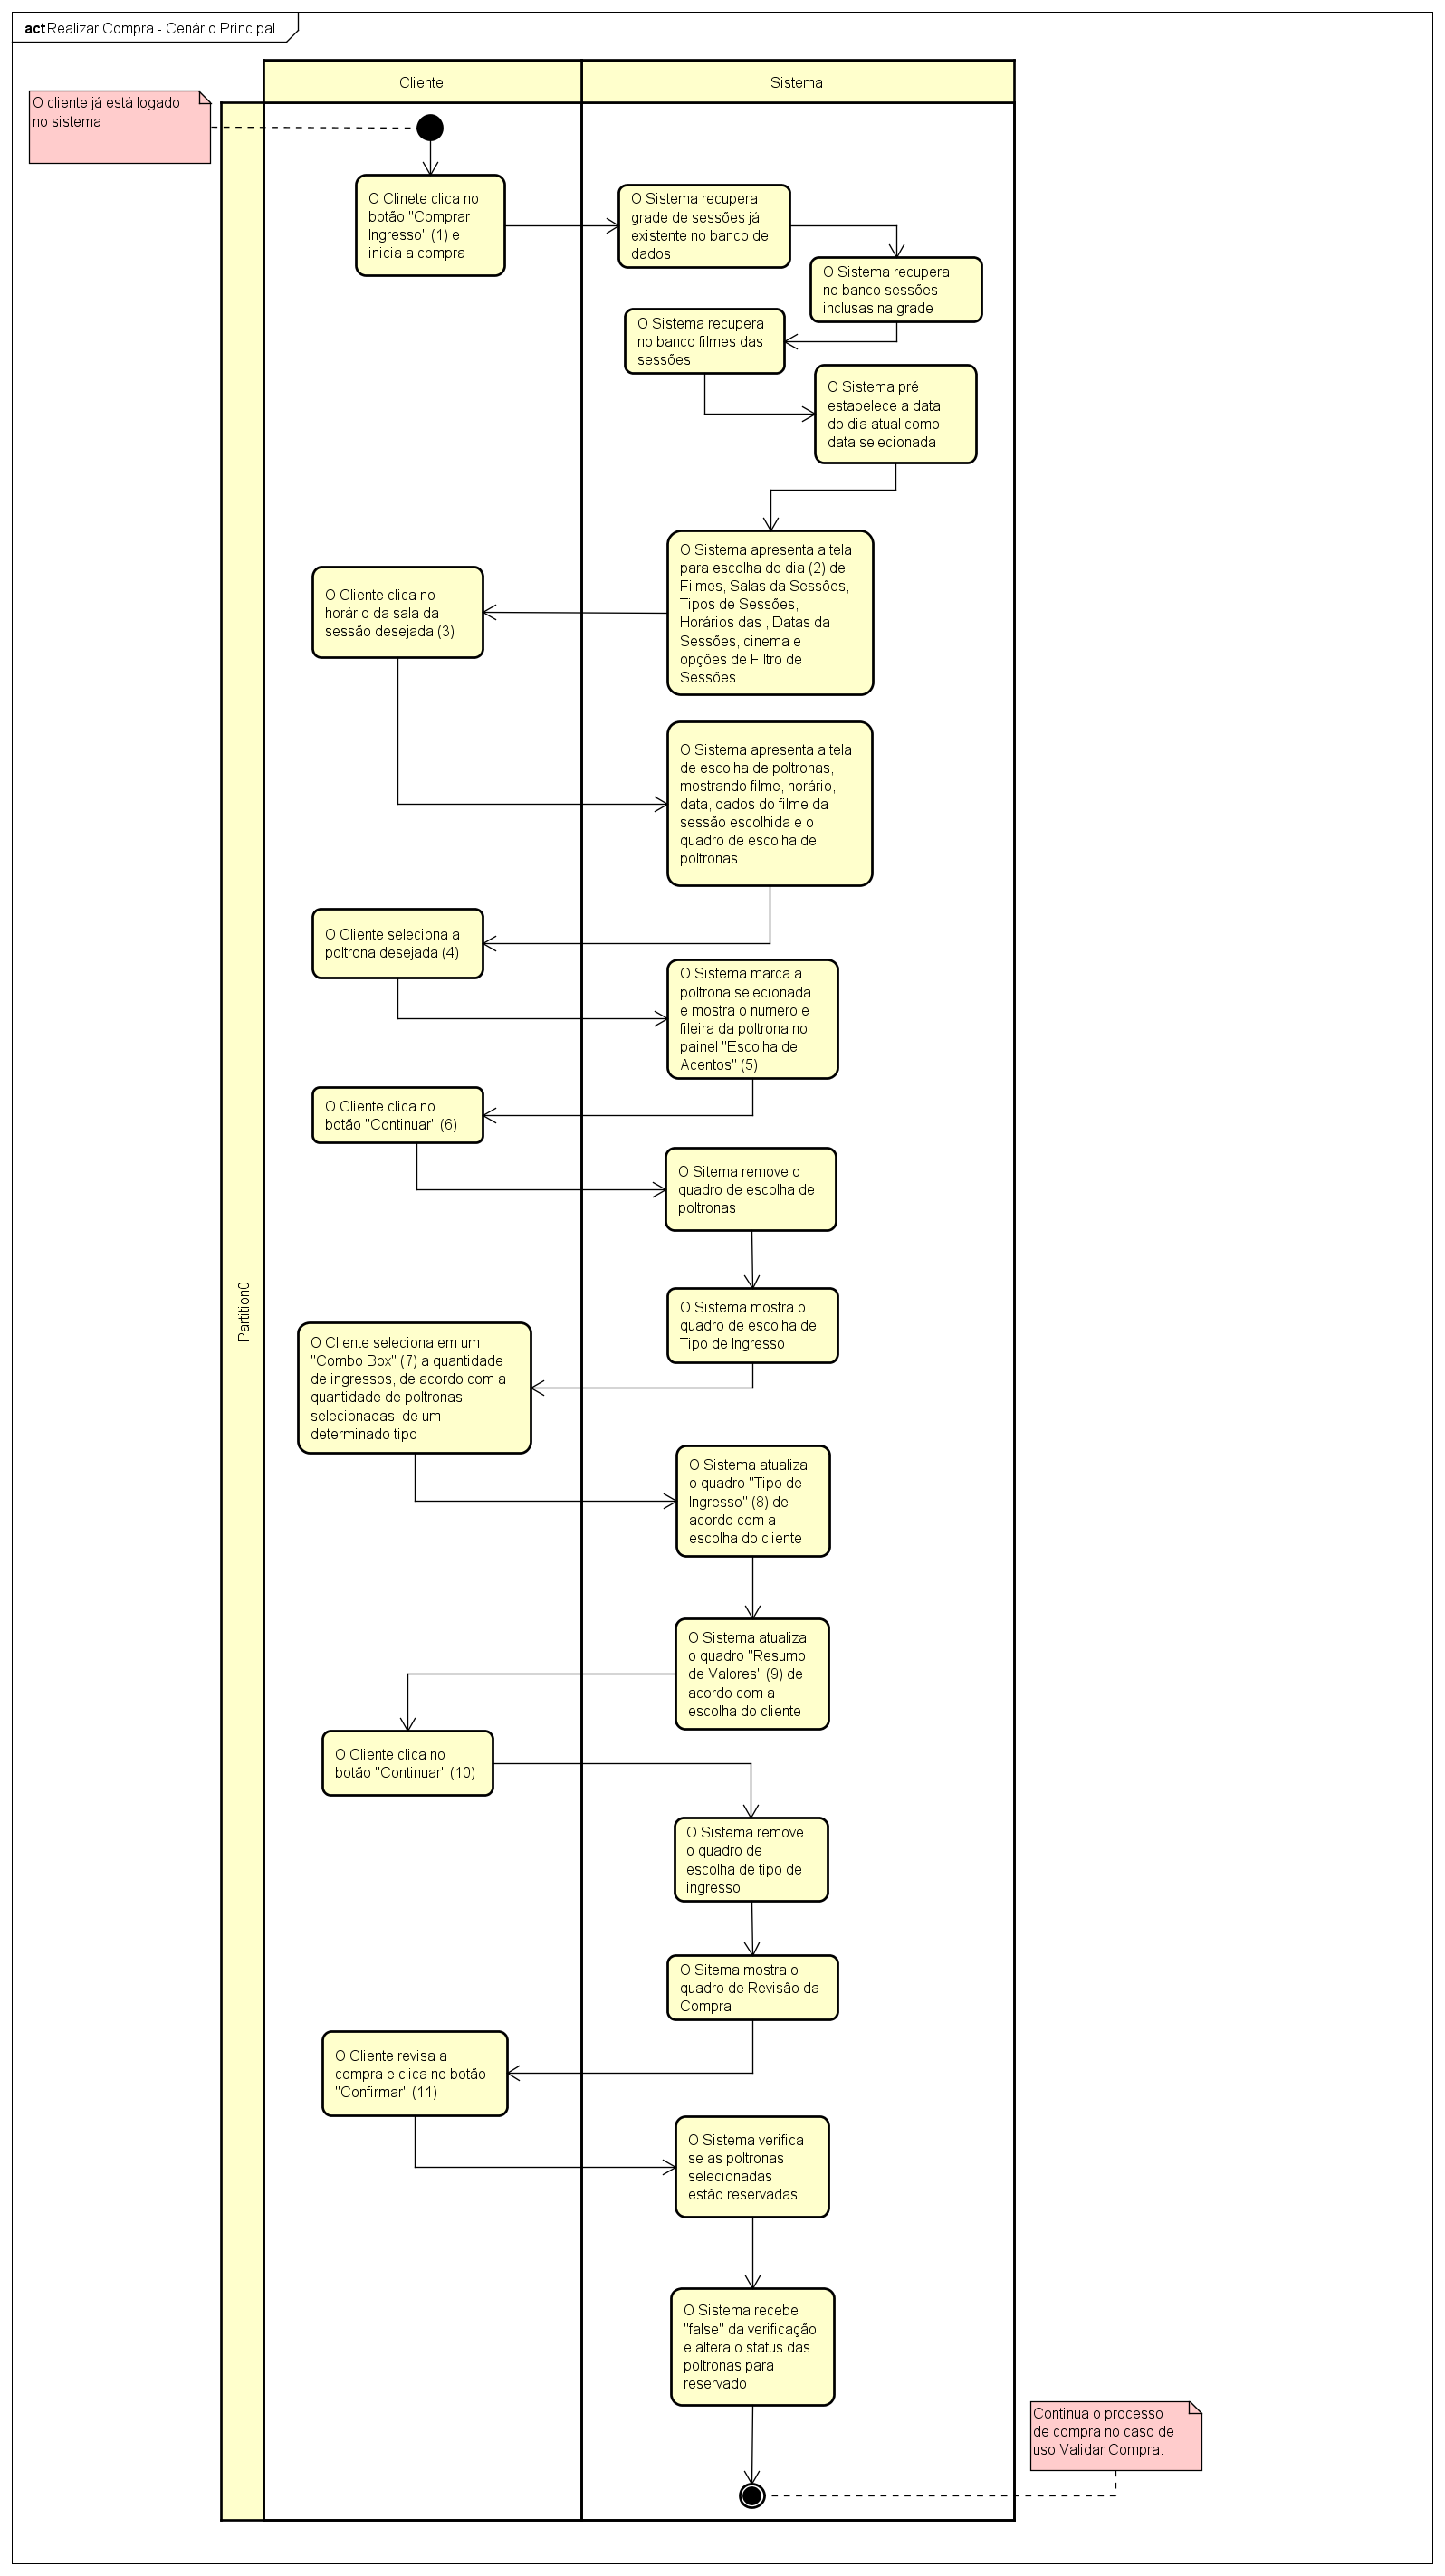 act Realizar Compra - Cenário Principal
Cliente
Sistema
O cliente já está logado
no sistema
O Clinete clica no
botão "Comprar
Ingresso" (1) e
inicia a compra
O Sistema recupera
grade de sessões já
existente no banco de
dados
O Sistema recupera
no banco sessões
inclusas na grade
O Sistema recupera
no banco filmes das
sessões
O Sistema pré
estabelece a data
do dia atual como
data selecionada
O Sistema apresenta a tela
para escolha do dia (2) de
Filmes, Salas da Sessões,
Tipos de Sessões,
Horários das , Datas da
Sessões, cinema e
opções de Filtro de
Sessões
O Cliente clica no
horário da sala da
sessão desejada (3)
O Sistema apresenta a tela
de escolha de poltronas,
mostrando filme, horário,
data, dados do filme da
sessão escolhida e o
quadro de escolha de
poltronas
O Cliente seleciona a
poltrona desejada (4)
O Sistema marca a
poltrona selecionada
e mostra o numero e
fileira da poltrona no
painel "Escolha de
Acentos" (5)
O Cliente clica no
botão "Continuar" (6)
O Sitema remove o
quadro de escolha de
poltronas
Partition0
O Sistema mostra o
quadro de escolha de
Tipo de Ingresso
O Cliente seleciona em um
"Combo Box" (7) a quantidade
de ingressos, de acordo com a
quantidade de poltronas
selecionadas, de um
determinado tipo
O Sistema atualiza
o quadro "Tipo de
Ingresso" (8) de
acordo com a
escolha do cliente
O Sistema atualiza
o quadro "Resumo
de Valores" (9) de
acordo com a
escolha do cliente
O Cliente clica no
botão "Continuar" (10)
O Sistema remove
o quadro de
escolha de tipo de
ingresso
O Sitema mostra o
quadro de Revisão da
Compra
O Cliente revisa a
compra e clica no botão
"Confirmar" (11)
O Sistema verifica
se as poltronas
selecionadas
estão reservadas
O Sistema recebe
"false" da verificação
e altera o status das
poltronas para
reservado
Continua o processo
de compra no caso de
uso Validar Compra.